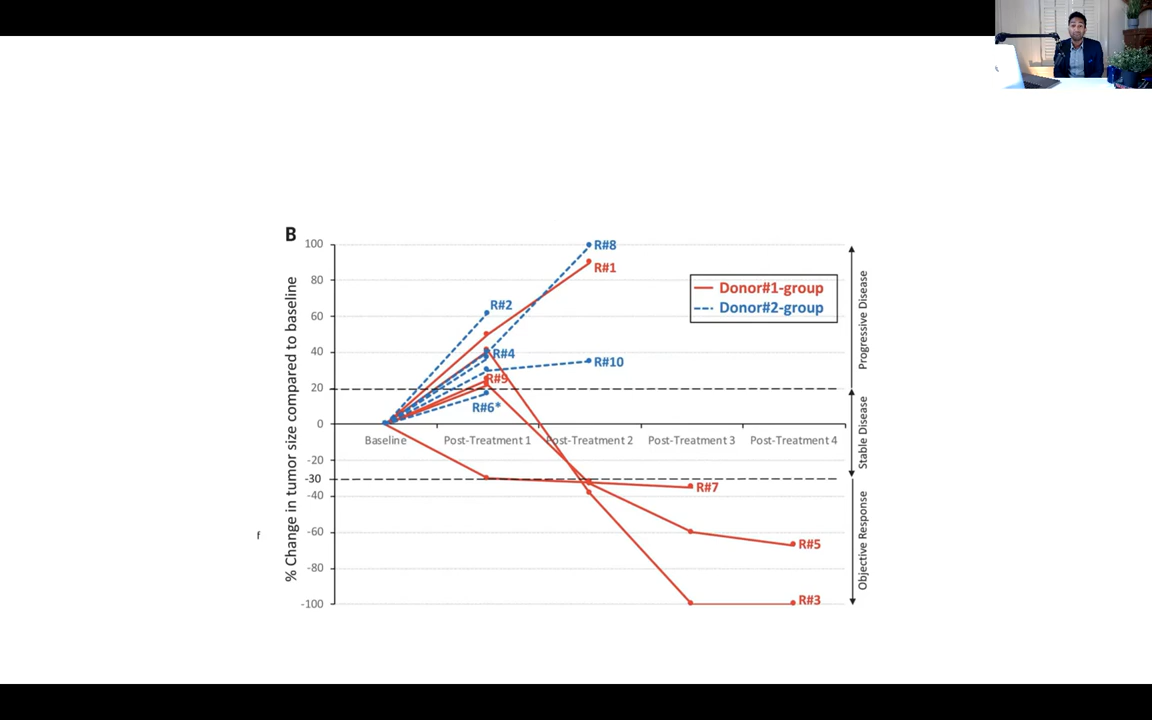 B
% Change in tumor size compared to baseline
100
80
60
40
20
0
-20
-30
-40
-60
-80
-100
Baseline
Post-Treatment 1
Post-Treatment 2
Post-Treatment 3
Post-Treatment 4
R#8
R#1
R#2
R#4
R#10
R#9
R#6*
R#7
R#5
R#3
Donor#1-group
Donor#2-group
Progressive Disease
Stable Disease
Objective Response
f